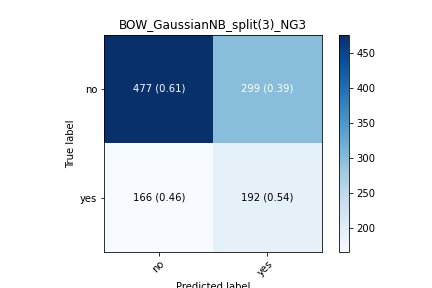 BOW_GaussianNB_split(3)_NG3
no
477 (0.61)
299 (0.39)
yes
166 (0.46)
192 (0.54)
True label
no
yes
Predicted label
450
400
350
300
250
200